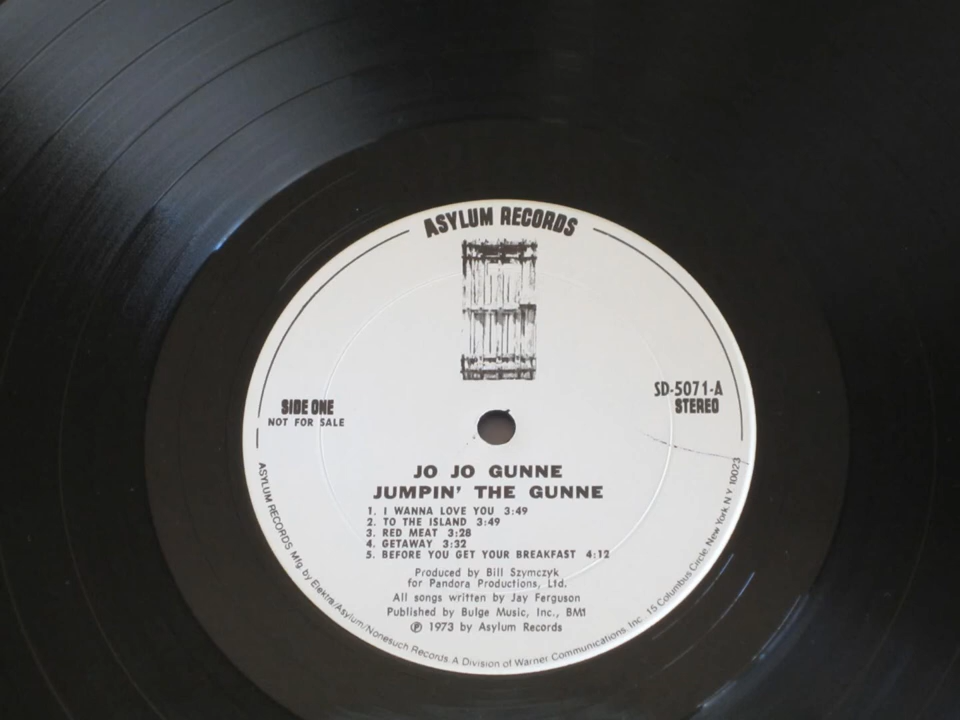 ASYLUM RECORDS
SIDE ONE
NOT FOR SALE
SD-5071-A
STEREO
JO JO GUNNE
JUMPIN' THE GUNNE
1. I WANNA LOVE YOU 3:49
2. TO THE ISLAND 3:49
3. RED MEAT 3:28
4. GETAWAY 3:32
5. BEFORE YOU GET YOUR BREAKFAST 4:12
Produced by Bill Szymczyk
for Pandora Productions, Ltd.
All songs written by Jay Ferguson
Published by Bulge Music, Inc., BMI
℗ 1973 by Asylum Records
ASYLUM RECORDS Mfg by Elektra/Asylum/Nonesuch Records A Division of Warner Communications Inc. 15 Columbus Circle New York N Y 10023